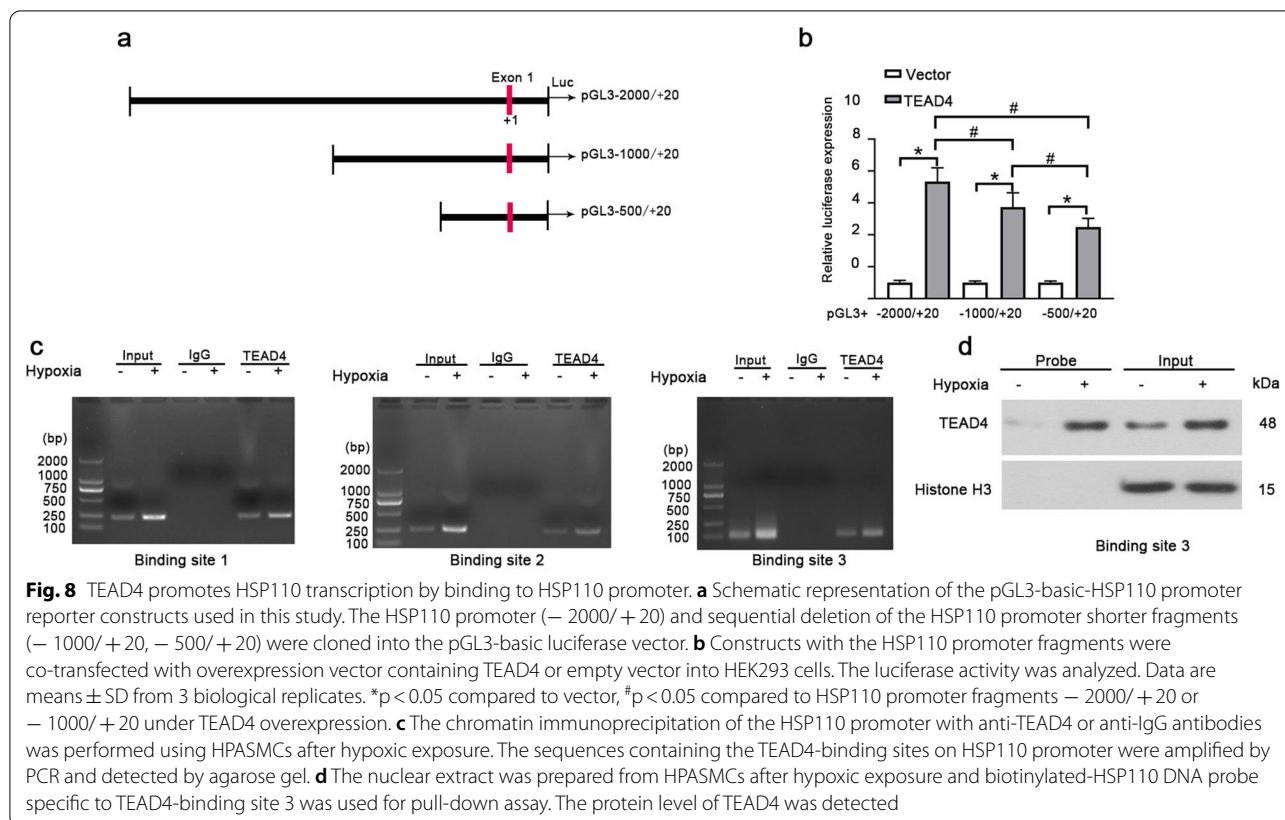 a
Exon 1
Luc
pGL3-2000/+20
+1
pGL3-1000/+20
pGL3-500/+20
b
Vector
TEAD4
Relative luciferase expression
10
8
6
4
2
0
#
#
#
*
*
*
pGL3+ -2000/+20 -1000/+20 -500/+20
c
Input IgG TEAD4
Hypoxia - + - +
(bp)
2000
1000
750
500
250
100
Binding site 1
Input IgG TEAD4
Hypoxia - + - +
(bp)
2000
1000
750
500
250
100
Binding site 2
Input IgG TEAD4
Hypoxia - + - +
(bp)
2000
1000
750
500
250
100
Binding site 3
d
Probe Input
Hypoxia - + - + kDa
TEAD4 48
Histone H3 15
Binding site 3
Fig. 8 TEAD4 promotes HSP110 transcription by binding to HSP110 promoter. a Schematic representation of the pGL3-basic-HSP110 promoter
reporter constructs used in this study. The HSP110 promoter (− 2000/ + 20) and sequential deletion of the HSP110 promoter shorter fragments
(− 1000/ + 20, − 500/ + 20) were cloned into the pGL3-basic luciferase vector. b Constructs with the HSP110 promoter fragments were
co-transfected with overexpression vector containing TEAD4 or empty vector into HEK293 cells. The luciferase activity was analyzed. Data are
means ± SD from 3 biological replicates. *p < 0.05 compared to vector, #p < 0.05 compared to HSP110 promoter fragments − 2000/ + 20 or
− 1000/ + 20 under TEAD4 overexpression. c The chromatin immunoprecipitation of the HSP110 promoter with anti-TEAD4 or anti-IgG antibodies
was performed using HPASMCs after hypoxic exposure. The sequences containing the TEAD4-binding sites on HSP110 promoter were amplified by
PCR and detected by agarose gel. d The nuclear extract was prepared from HPASMCs after hypoxic exposure and biotinylated-HSP110 DNA probe
specific to TEAD4-binding site 3 was used for pull-down assay. The protein level of TEAD4 was detected